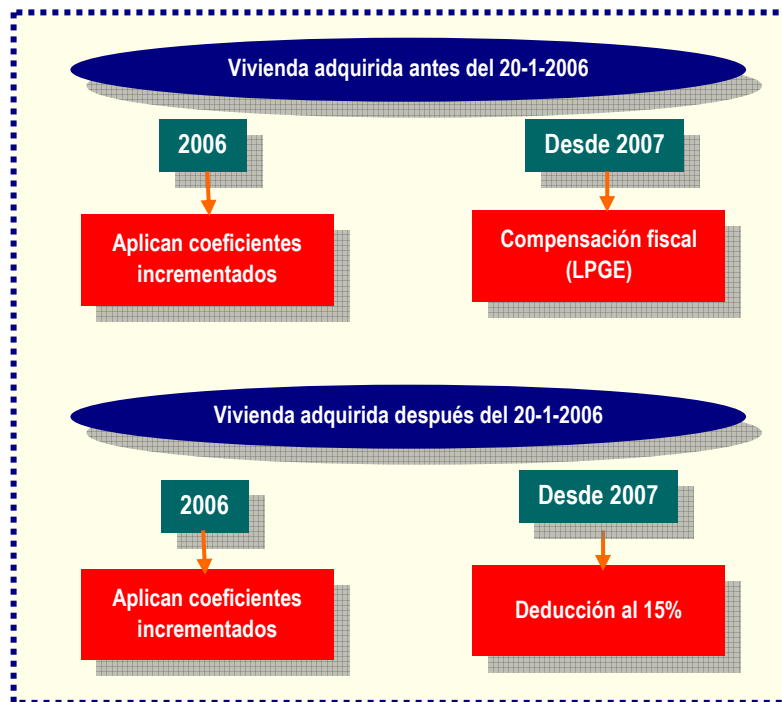 Vivienda adquirida antes del 20-1-2006
2006
Desde 2007
Aplican coeficientes
incrementados
Compensación fiscal
(LPGE)
Vivienda adquirida después del 20-1-2006
2006
Desde 2007
Aplican coeficientes
incrementados
Deducción al 15%